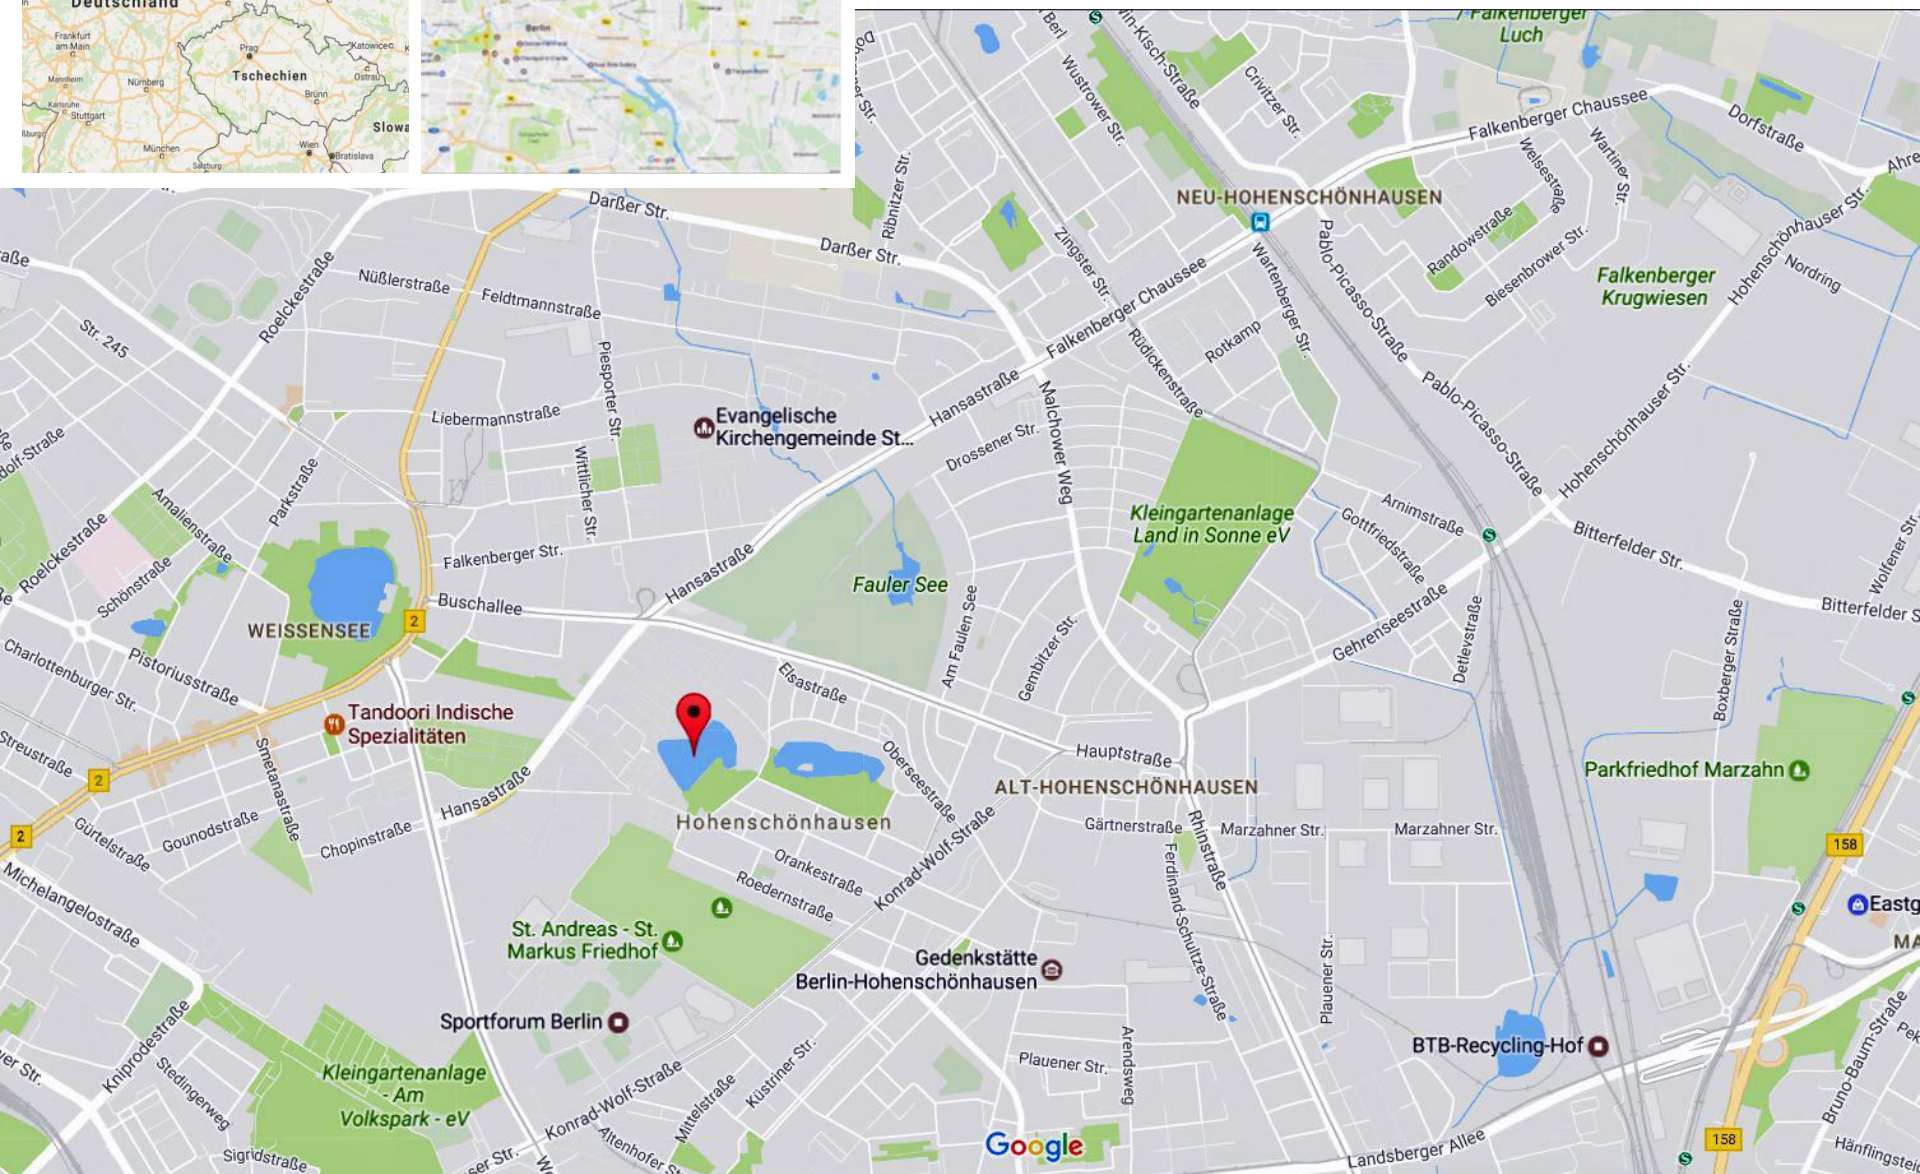 Deutschland
Frankfurt
am Main
Prag
Katowice
Tschechien
Ostrau
Mannheim
Nürnberg
Brünn
Karlsruhe
Stuttgart
Slowa
München
Wien
Bratislava
Salzburg
Berlin
Google
Falkenberger
Luch
Wustrower Str.
Crivitzer Str.
Falkenberger Chaussee
Dorfstraße
Ahre
Welsestraße
Wartiner Str.
Ribnitzer Str.
Darßer Str.
NEU-HOHENSCHÖNHAUSEN
Randowstraße
Biesenbrower Str.
Hohenschönhauser Str.
Nordring
Falkenberger
Krugwiesen
Darßer Str.
Zingster Str.
Falkenberger Chaussee
Wartenberger Str.
Pablo-Picasso-Straße
Roelckestraße
Nüßlerstraße
Feldtmannstraße
Str. 245
Piesporter Str.
Rüdickenstraße
Rotkamp
Pablo-Picasso-Straße
Hohenschönhauser Str.
Liebermannstraße
Evangelische
Kirchengemeinde St...
Hansastraße
Drossener Str.
Malchower Weg
Wittlicher Str.
Parkstraße
Amalienstraße
Roelckestraße
Schönstraße
Falkenberger Str.
Hansastraße
Kleingartenanlage
Land in Sonne eV
Arnimstraße
Gottfriedstraße
Bitterfelder Str.
Wolfener Str.
Fauler See
Buschallee
Am Faulen See
Gembitzer Str.
Gehrenseestraße
Detlevstraße
Boxberger Straße
Bitterfelder S
WEISSENSEE
2
Charlottenburger Str.
Pistoriusstraße
Elsastraße
Tandoori Indische
Spezialitäten
Streustraße
Smetanastraße
2
2
Hansastraße
Oberseestraße
Hauptstraße
ALT-HOHENSCHÖNHAUSEN
Parkfriedhof Marzahn
Hohenschönhausen
Gürtelstraße
Gounodstraße
Chopinstraße
Gärtnerstraße
Rhinstraße
Marzahner Str.
Marzahner Str.
158
Orankestraße
Roedernstraße
Konrad-Wolf-Straße
Ferdinand-Schultze-Straße
Michelangelostraße
St. Andreas - St.
Markus Friedhof
Eastg
MA
Gedenkstätte
Berlin-Hohenschönhausen
Plauener Str.
Sportforum Berlin
BTB-Recycling-Hof
Kniprodestraße
Stedingerweg
Kleingartenanlage
- Am
Volkspark - eV
Konrad-Wolf-Straße
Mittelstraße
Küstriner Str.
Plauener Str.
Arendsweg
Bruno-Baum-Straße
Altenhofer S
Sigridstraße
Google
Landsberger Allee
158
Hänflingste